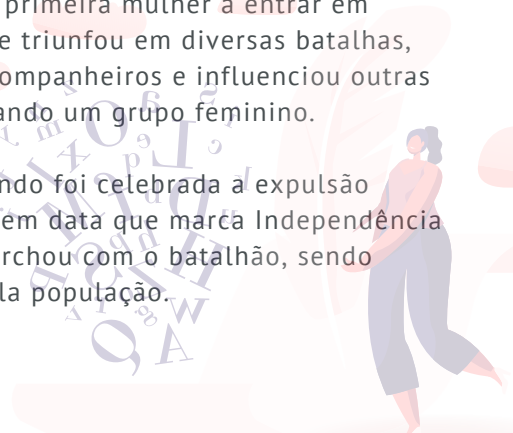 primeira mulher a entrar em
e triunfou em diversas batalhas,
ompanheiros e influenciou outras
ando um grupo feminino.
ndo foi celebrada a expulsão
em data que marca Independência
rchou com o batalhão, sendo
la população.